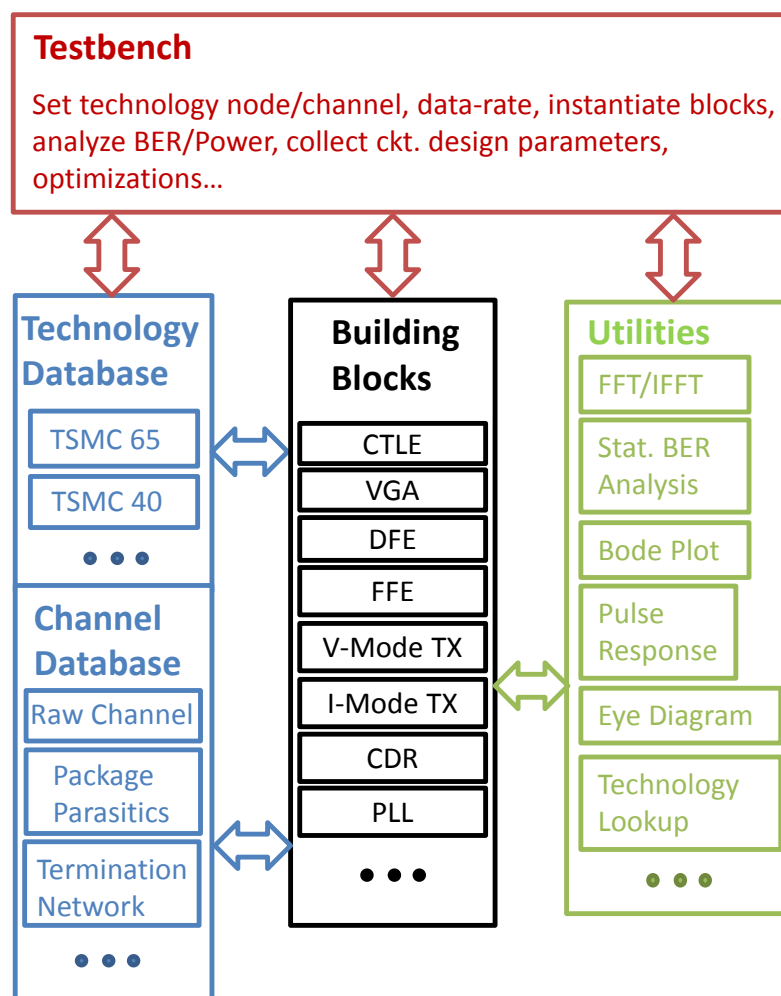 Testbench
Set technology node/channel, data-rate, instantiate blocks,
analyze BER/Power, collect ckt. design parameters,
optimizations...
Technology
Database
TSMC 65
TSMC 40
Channel
Database
Raw Channel
Package
Parasitics
Termination
Network
Building
Blocks
CTLE
VGA
DFE
FFE
V-Mode TX
I-Mode TX
CDR
PLL
Utilities
FFT/IFFT
Stat. BER
Analysis
Bode Plot
Pulse
Response
Eye Diagram
Technology
Lookup